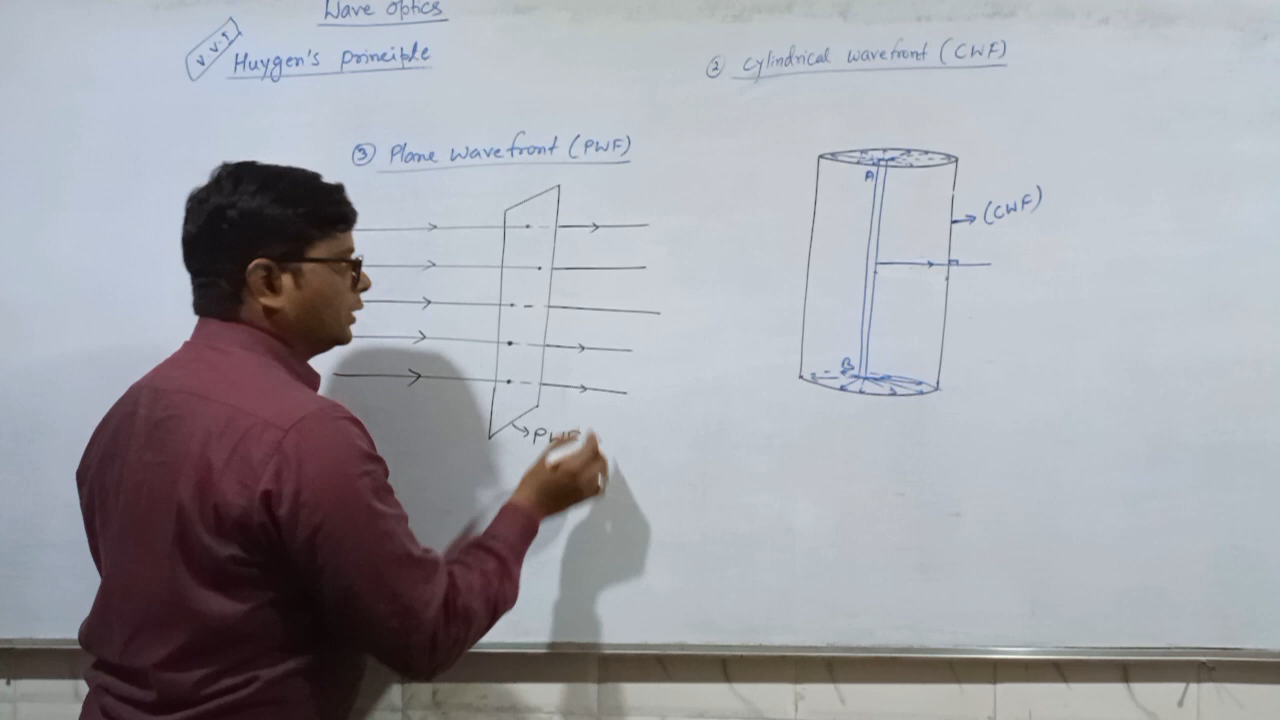 Wave optics
V.V.I
Huygen's principle
② Cylindrical wavefront (CWF)
③ Plane wavefront (PWF)
A
→ (CWF)
B
→ PWF